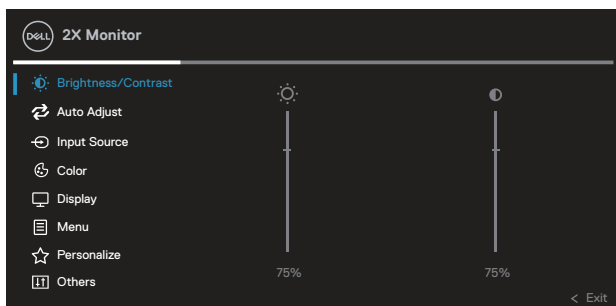 DELL 2X Monitor
Brightness/Contrast
Auto Adjust
Input Source
Color
Display
Menu
Personalize
Others
75% 75%
< Exit